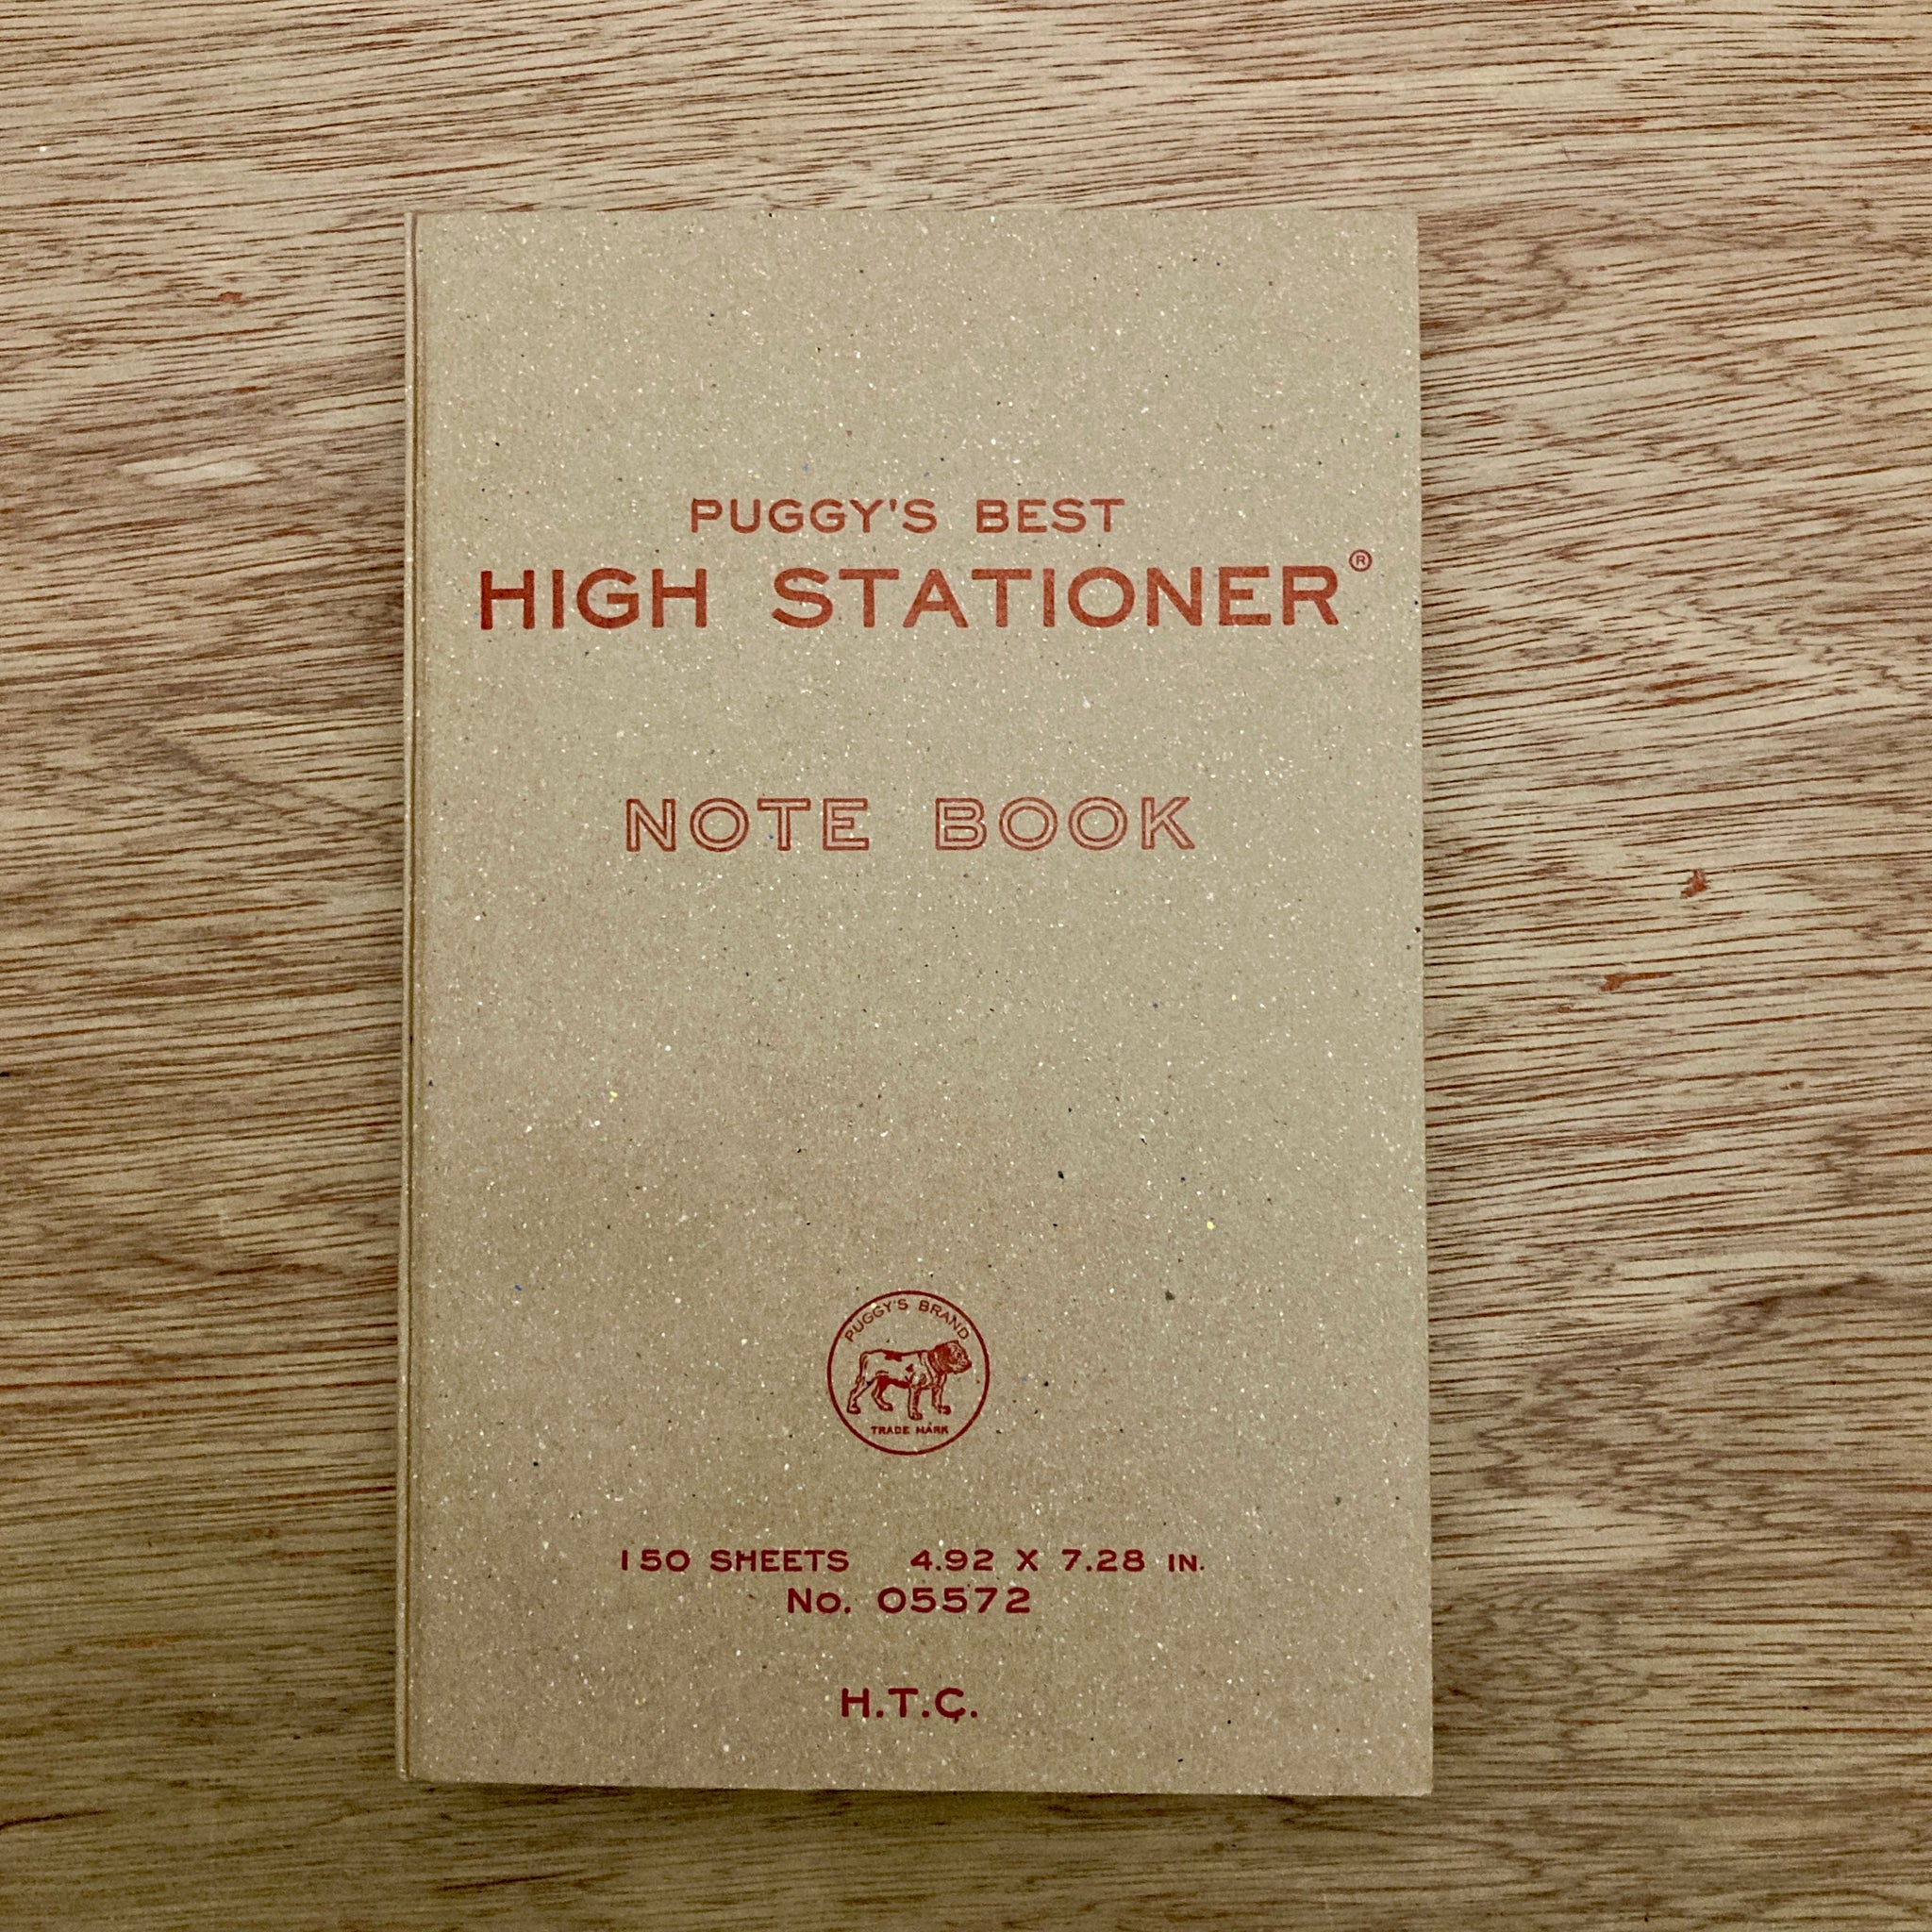 PUGGY'S BEST
HIGH STATIONER®
NOTE BOOK
PUGGY'S BRAND
TRADE MARK
150 SHEETS 4.92 X 7.28 IN.
No. 05572
H.T.C.